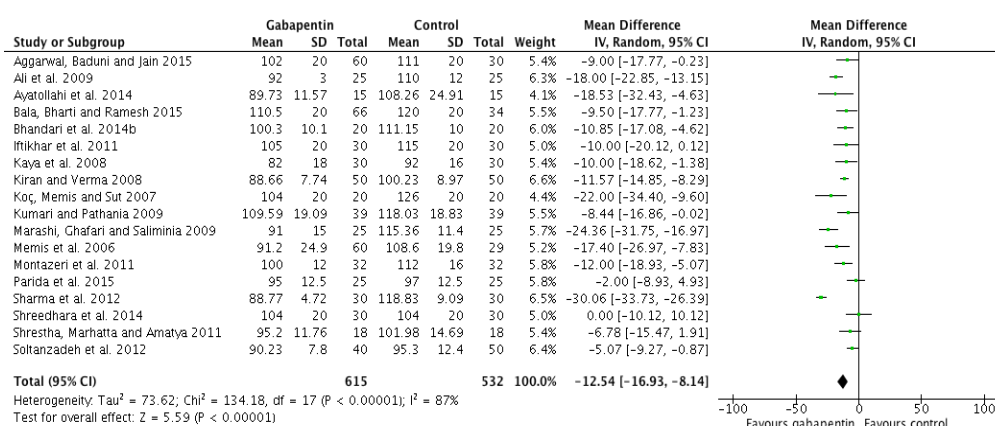 Gabapentin Control Mean Difference Mean Difference
Study or Subgroup Mean SD Total Mean SD Total Weight IV, Random, 95% CI IV, Random, 95% CI
Aggarwal, Baduni and Jain 2015 102 20 60 111 20 30 5.4% -9.00 [-17.77, -0.23]
Ali et al. 2009 92 3 25 110 12 25 6.3% -18.00 [-22.85, -13.15]
Ayatollahi et al. 2014 89.73 11.57 15 108.26 24.91 15 4.1% -18.53 [-32.43, -4.63]
Bala, Bharti and Ramesh 2015 110.5 20 66 120 20 34 5.5% -9.50 [-17.77, -1.23]
Bhandari et al. 2014b 100.3 10.1 20 111.15 10 20 6.0% -10.85 [-17.08, -4.62]
Iftikhar et al. 2011 105 20 30 115 20 30 5.1% -10.00 [-20.12, 0.12]
Kaya et al. 2008 82 18 30 92 16 30 5.4% -10.00 [-18.62, -1.38]
Kiran and Verma 2008 88.66 7.74 50 100.23 8.97 50 6.6% -11.57 [-14.85, -8.29]
Koç, Memis and Sut 2007 104 20 20 126 20 20 4.5% -22.00 [-34.40, -9.60]
Kumari and Pathania 2009 109.59 19.09 39 118.03 18.83 39 5.5% -8.44 [-16.86, -0.02]
Marashi, Ghafari and Saliminia 2009 91 15 25 115.36 11.4 25 5.7% -24.36 [-31.75, -16.97]
Memis et al. 2006 91.2 24.9 60 108.6 19.8 29 5.2% -17.40 [-26.97, -7.83]
Montazeri et al. 2011 100 12 32 112 16 32 5.8% -12.00 [-18.93, -5.07]
Parida et al. 2015 95 12.5 25 97 12.5 25 5.8% -2.00 [-8.93, 4.93]
Sharma et al. 2012 88.77 4.72 30 118.83 9.09 30 6.5% -30.06 [-33.73, -26.39]
Shreedhara et al. 2014 104 20 30 104 20 30 5.1% 0.00 [-10.12, 10.12]
Shrestha, Marhatta and Amatya 2011 95.2 11.76 18 101.98 14.69 18 5.4% -6.78 [-15.47, 1.91]
Soltanzadeh et al. 2012 90.23 7.8 40 95.3 12.4 50 6.4% -5.07 [-9.27, -0.87]
Total (95% CI) 615 532 100.0% -12.54 [-16.93, -8.14]
Heterogeneity: Tau² = 73.62; Chi² = 134.18, df = 17 (P < 0.00001); I² = 87%
Test for overall effect: Z = 5.59 (P < 0.00001)
-100 -50 0 50 100
Favours gabapentin Favours control